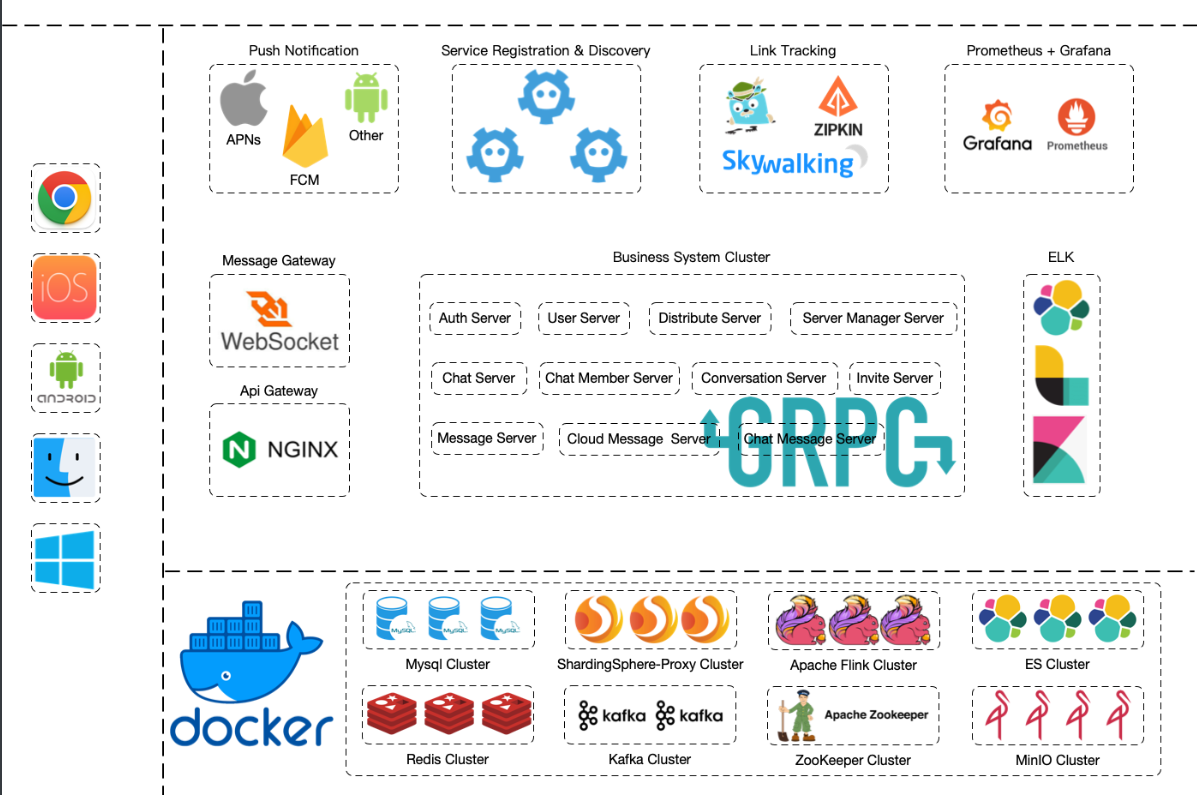 Push Notification
Service Registration & Discovery
Link Tracking
Prometheus + Grafana
APNs
FCM
Other
ZIPKIN
Skywalking
Grafana
Prometheus
iOS
ANDROID
Message Gateway
WebSocket
Api Gateway
NGINX
Business System Cluster
Auth Server
User Server
Distribute Server
Server Manager Server
Chat Server
Chat Member Server
Conversation Server
Invite Server
Message Server
Cloud Message Server
Chat Message Server
GRPC
ELK
docker
MySQL
MySQL
MySQL
Mysql Cluster
ShardingSphere-Proxy Cluster
Apache Flink Cluster
ES Cluster
Redis Cluster
kafka
kafka
Kafka Cluster
Apache Zookeeper
ZooKeeper Cluster
MinIO Cluster